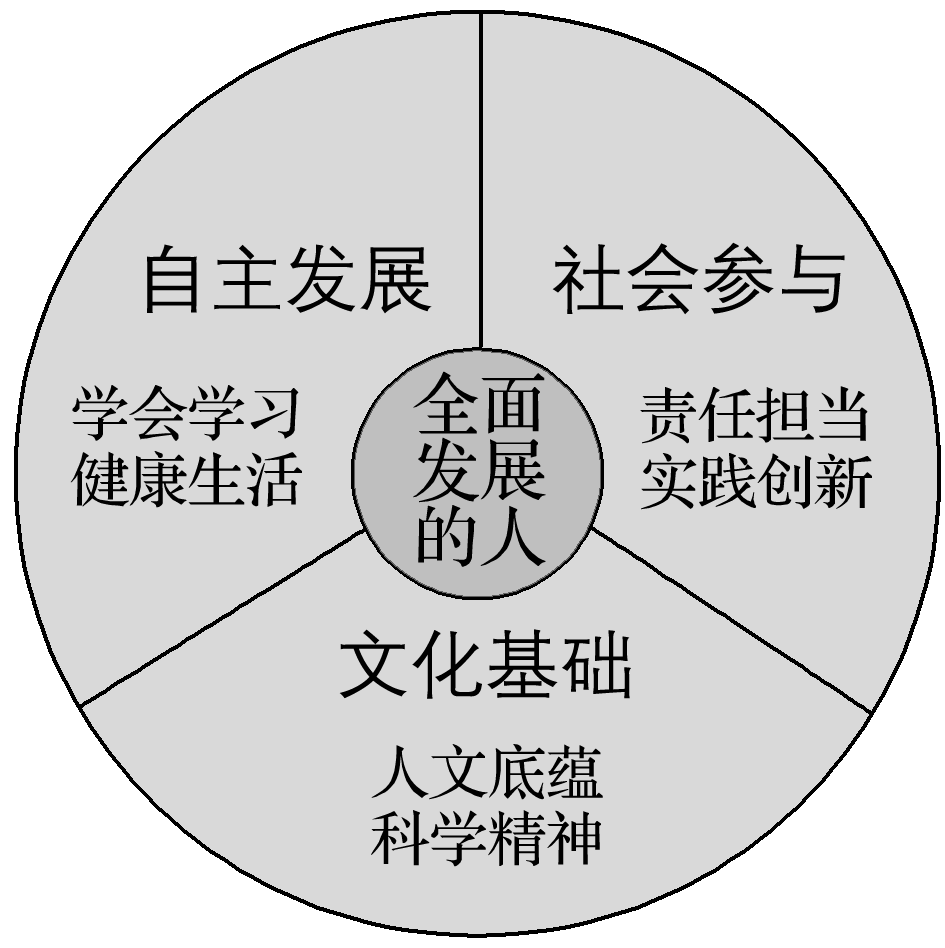 自主发展
学会学习
健康生活
社会参与
责任担当
实践创新
全面
发展
的人
文化基础
人文底蕴
科学精神